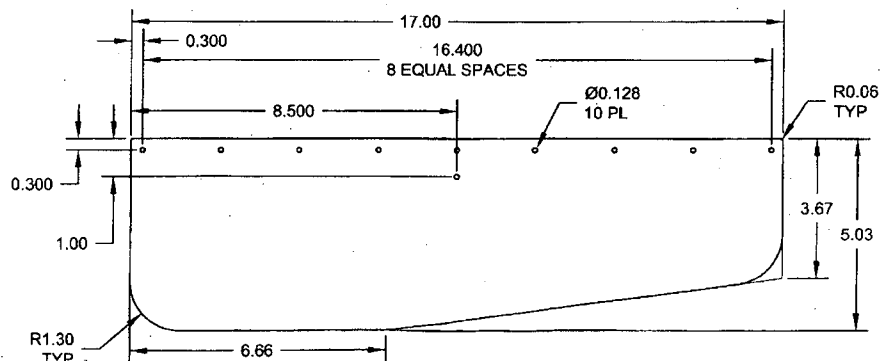 17.00
0.300
16.400
8 EQUAL SPACES
8.500
Ø0.128
10 PL
R0.06
TYP
0.300
1.00
3.67
5.03
R1.30
TYP
6.66